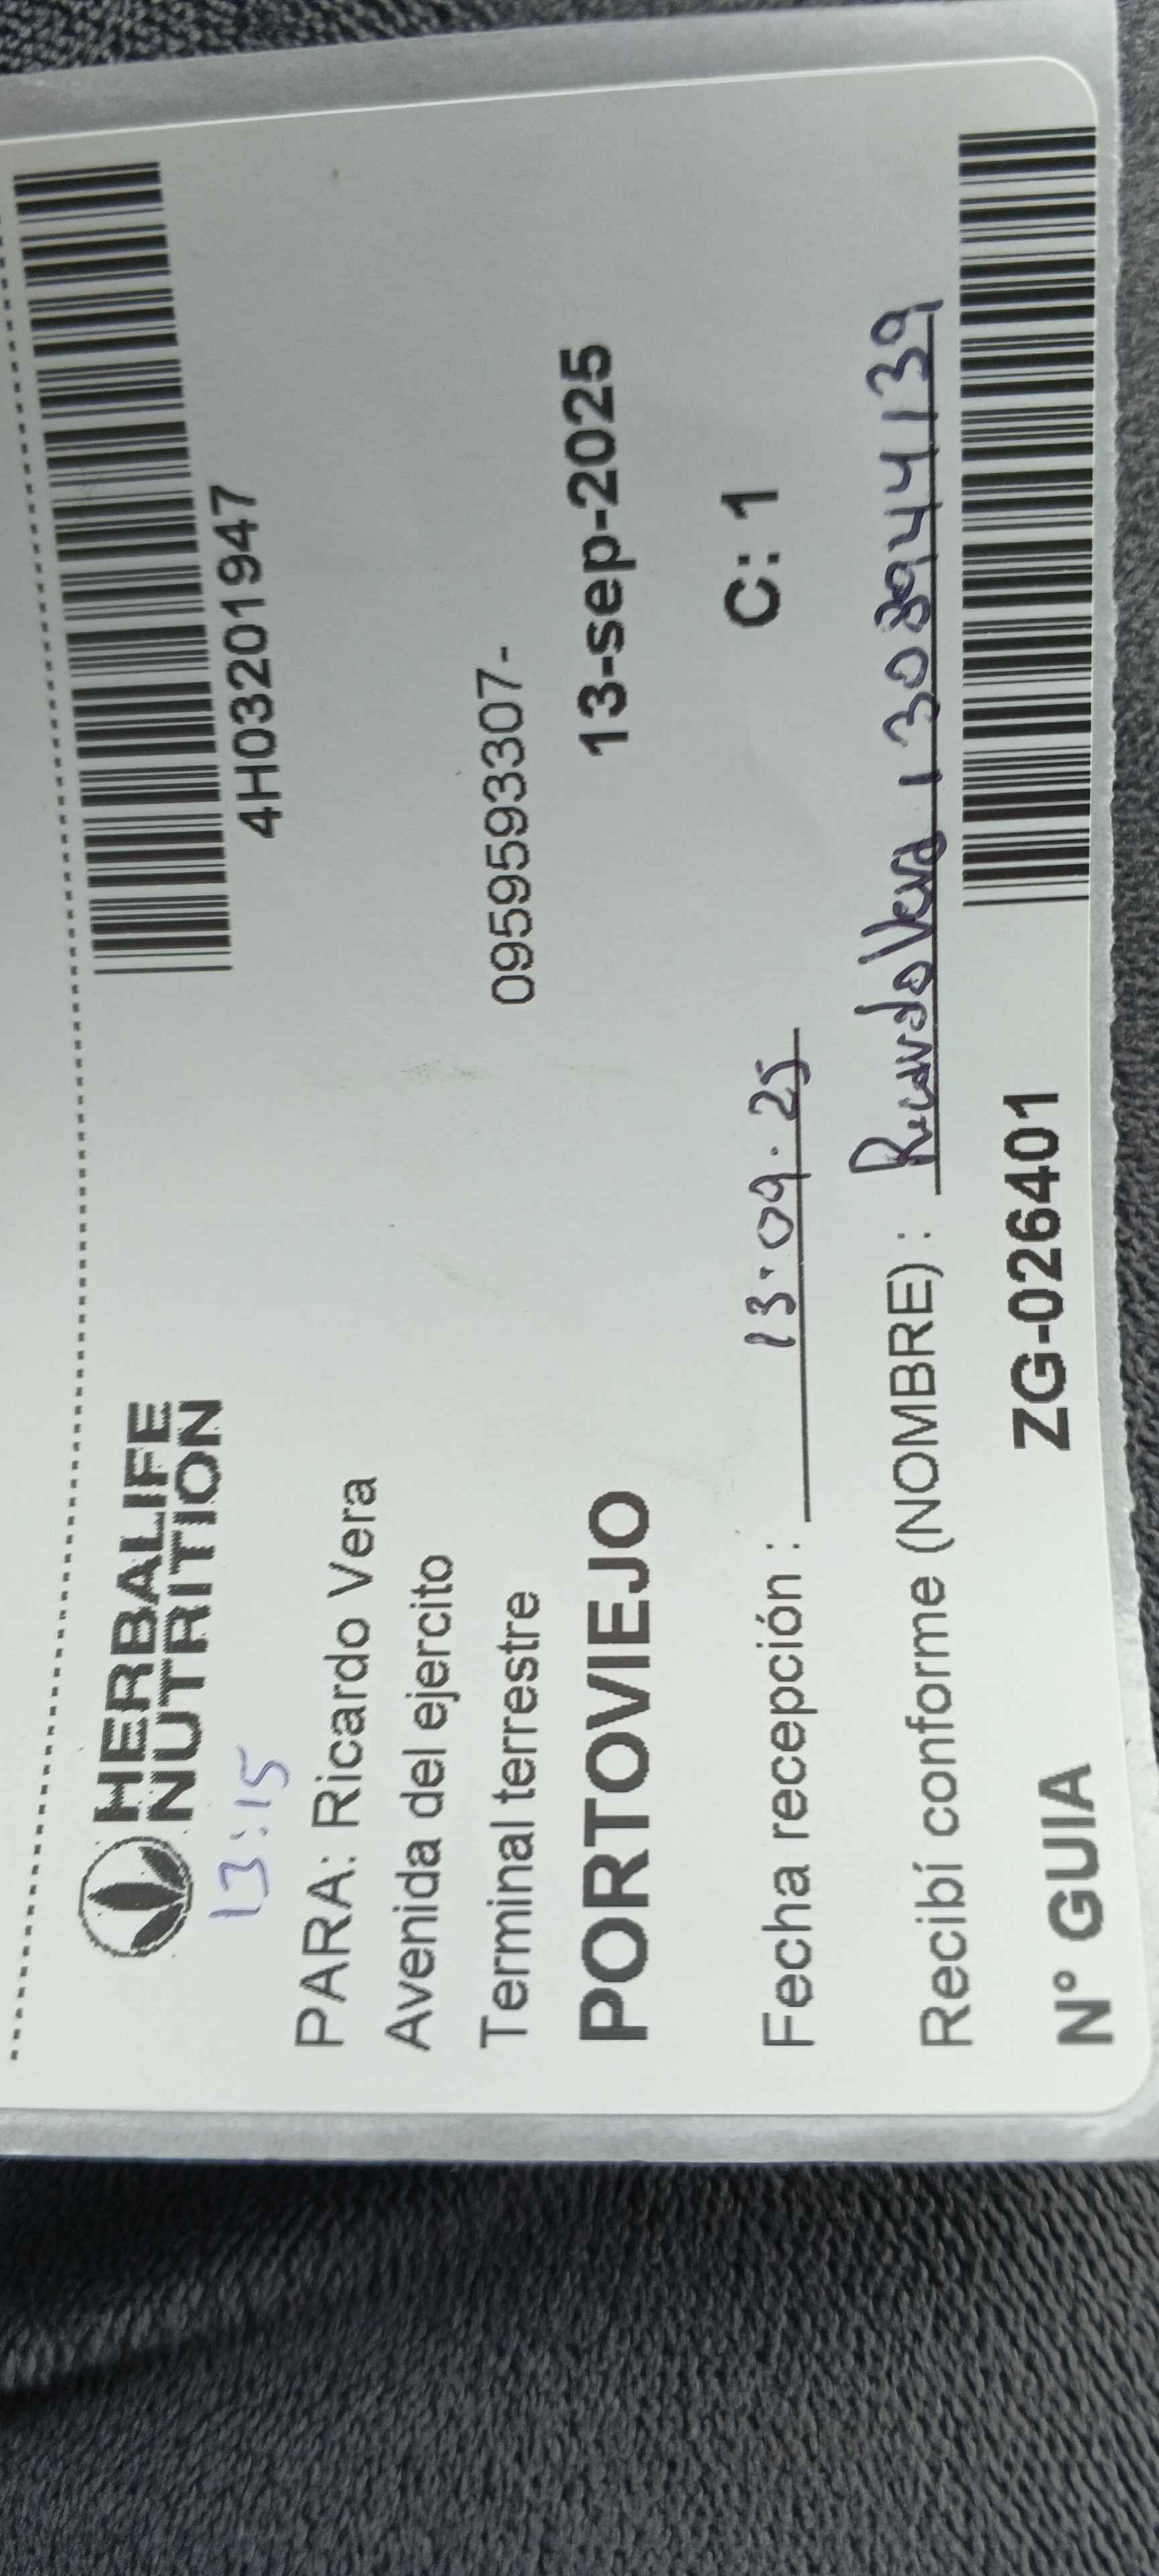 HERBALIFE
NUTRITION
4H03201947
13:15
PARA: Ricardo Vera
Avenida del ejercito
Terminal terrestre
0959593307-
PORTOVIEJO
13-sep-2025
Fecha recepción : 13.09.25
C: 1
Recibí conforme (NOMBRE) : Ricardo Vera 1308944139
N° GUIA ZG-026401